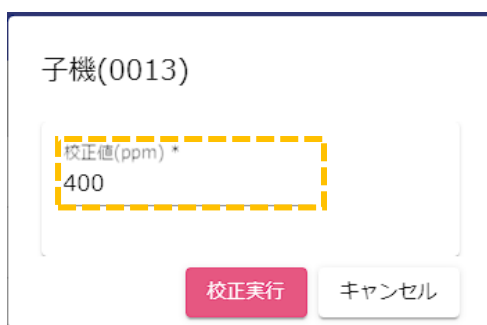 子機(0013)
校正値(ppm) *
400
校正実行
キャンセル